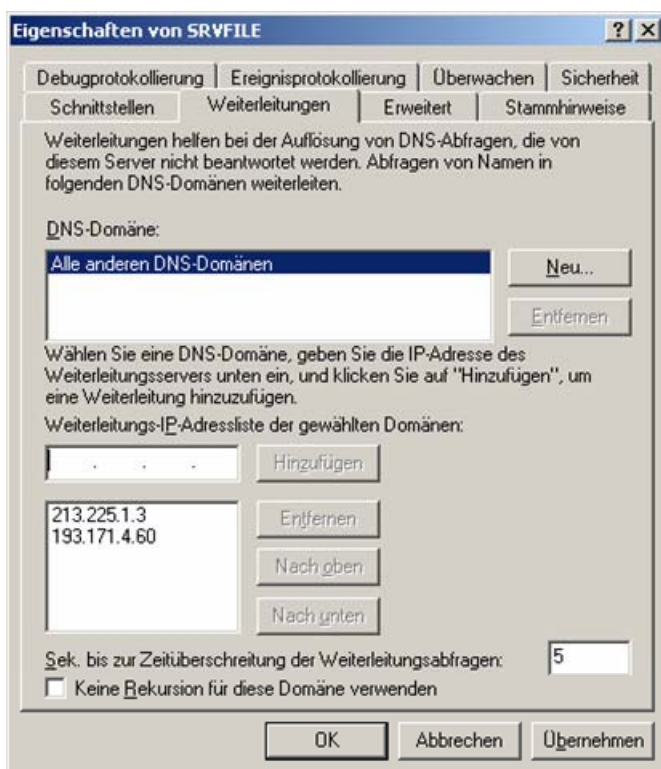 Eigenschaften von SRVFILE
Debugprotokollierung
Ereignisprotokollierung
Überwachen
Sicherheit
Schnittstellen
Weiterleitungen
Erweitert
Stammhinweise
Weiterleitungen helfen bei der Auflösung von DNS-Abfragen, die von
diesem Server nicht beantwortet werden. Abfragen von Namen in
folgenden DNS-Domänen weiterleiten.
DNS-Domäne:
Alle anderen DNS-Domänen
Neu...
Entfernen
Wählen Sie eine DNS-Domäne, geben Sie die IP-Adresse des
Weiterleitungsservers unten ein, und klicken Sie auf "Hinzufügen", um
eine Weiterleitung hinzuzufügen.
Weiterleitungs-IP-Adressliste der gewählten Domänen:
. . .
Hinzufügen
213.225.1.3
193.171.4.60
Entfernen
Nach oben
Nach unten
Sek. bis zur Zeitüberschreitung der Weiterleitungsabfragen:
5
Keine Rekursion für diese Domäne verwenden
OK
Abbrechen
Übernehmen